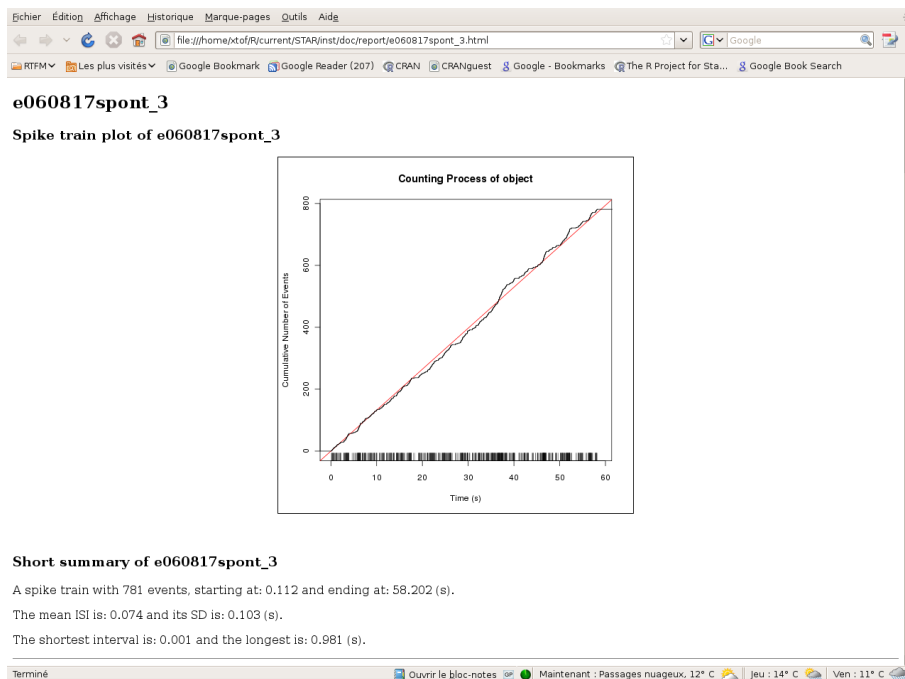 Fichier Édition Affichage Historique Marque-pages Outils Aide
file:///home/xtof/R/current/STAR/inst/doc/report/e060817spont_3.html
Google
RTFM Les plus visités Google Bookmark Google Reader (207) CRAN CRANguest Google - Bookmarks The R Project for Sta... Google Book Search
e060817spont_3
Spike train plot of e060817spont_3
Counting Process of object
Cumulative Number of Events
800
600
400
200
0
0 10 20 30 40 50 60
Time (s)
Short summary of e060817spont_3
A spike train with 781 events, starting at: 0.112 and ending at: 58.202 (s).
The mean ISI is: 0.074 and its SD is: 0.103 (s).
The shortest interval is: 0.001 and the longest is: 0.981 (s).
Terminé Ouvrir le bloc-notes Maintenant : Passages nuageux, 12° C Jeu : 14° C Ven : 11° C